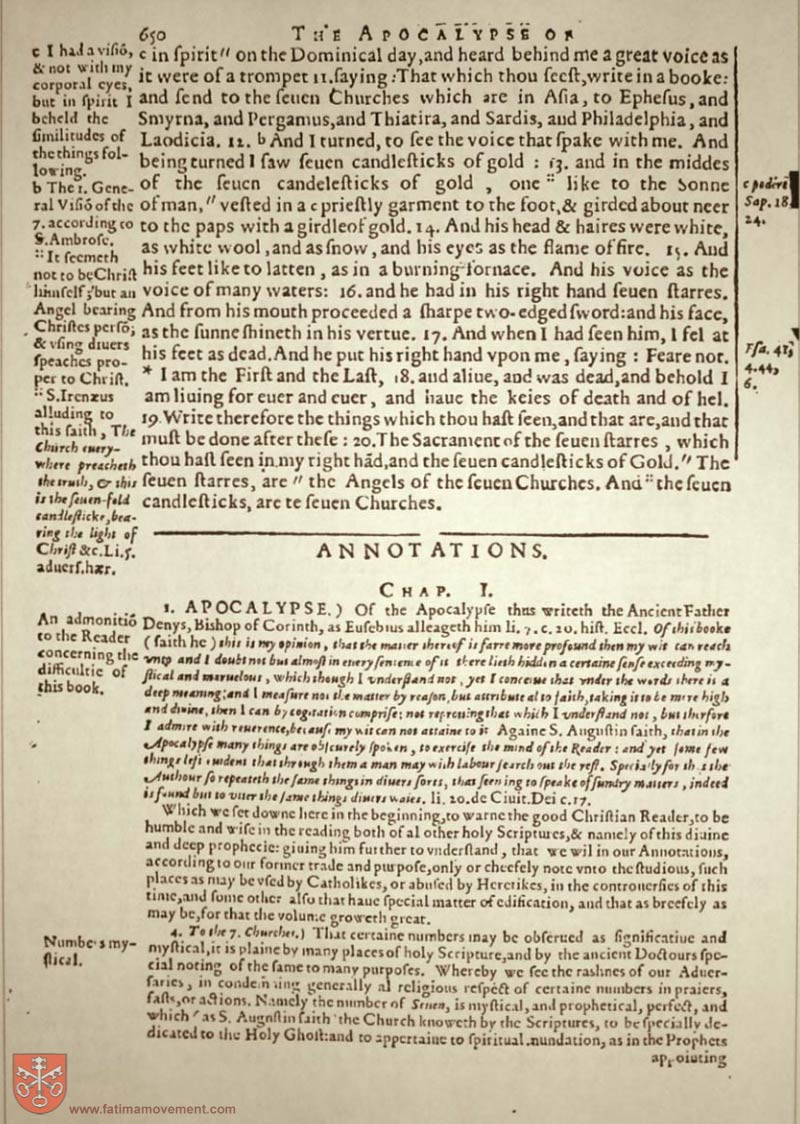 650
THE APOCALYPSE OF
c in ſpirit" on the Dominical day,and heard behind me a great voice as
it were of a trompet 11.ſaying:That which thou ſeeſt,write in a booke:
and ſend to the ſeuen Churches which are in Aſia, to Epheſus,and
Smyrna, and Pergamus,and Thiatira, and Sardis, and Philadelphia, and
Laodicia. 12. b And I turned, to ſee the voice that ſpake with me. And
being turned I ſaw ſeuen candleſticks of gold : 13. and in the middes
of the ſeuen candeleſticks of gold , one :: like to the Sonne
of man," veſted in a c prieſtly garment to the foot,& girded about neer
to the paps with a girdle of gold. 14. And his head & haires were white,
as white wool ,and as ſnow, and his eyes as the flame of fire. 15. And
his feet like to latten , as in a burning fornace. And his voice as the
voice of many waters: 16. and he had in his right hand ſeuen ſtarres.
And from his mouth proceeded a ſharpe two-edged ſword:and his face,
as the ſunne ſhineth in his vertue. 17. And when I had ſeen him, I fel at
his feet as dead.And he put his right hand vpon me , ſaying : Feare not.
* I am the Firſt and the Laſt, 18. and aliue, and was dead,and behold I
am liuing for euer and euer, and haue the keies of death and of hel.
19.Write therefore the things which thou haſt ſeen,and that are,and that
muſt be done after theſe : 20.The Sacrament of the ſeuen ſtarres , which
thou haſt ſeen in my right hãd,and the ſeuen candleſticks of Gold." The
ſeuen ſtarres, are " the Angels of the ſeuen Churches. And :: the ſeuen
candleſticks, are te ſeuen Churches.
c I had a viſiõ,
& not with my
corporal eyes,
but in ſpirit I
beheld the
ſimilitudes of
the things fol-
lowing.
b The 1. Gene-
ral Viſiõ of the
7. according to
S. Ambroſe.
:: It ſeemeth
not to be Chriſt
himſelf, but an
Angel bearing
Chriſtes perſõ;
& vſing diuers
ſpeaches pro-
per to Chriſt.
:: S.Irenæus
alluding to
this ſaith , The
Church euery-
where preacheth
the truth, & this
is the ſeuen-fold
candleſticke, bea-
ring the light of
Chriſt &c.Li.5.
aduerſ.hær.
Sap. 18
24.
6.
ANNOTATIONS.
CHAP. I.
1. APOCALYPSE.) Of the Apocalypſe thus writeth the Ancient Father
Denys, Biſhop of Corinth, as Euſebius alleageth him li. 7. c. 20. hiſt. Eccl. Of this booke
( ſaith he ) this is my opinion , that the matter thereof is farre more profound then my wit can reach
vnto and I doubt not but almoſt in euery ſentence of it there lieth hidden a certaine ſenſe exceeding my-
ſtical and maruelous , which though I vnderſtand not , yet I conceiue that vnder the words there is a
deep meaning:and I meaſure not the matter by reaſon, but attribute al to faith,taking it to be more high
and diuine, then I can by cogitation compriſe: not reprouing that which I vnderſtand not , but therfore
I admire with reuerence,becauſe my wit can not attaine to it Againe S. Auguſtin ſaith, that in the
Apocalypſe many things are obſcurely ſpoken , to exerciſe the mind of the Reader : and yet ſome few
things left euident that through them a man may with labour ſearch out the reſt. Specially for that the
Authour ſo repeateth the ſame things in diuers ſorts, that ſeeming to ſpeake of ſundry matters , indeed
is found but to vtter the ſame things diuers waies. li. 20.de Ciuit.Dei c.17.
Which we ſet downe here in the beginning,to warne the good Chriſtian Reader,to be
humble and wiſe in the reading both of al other holy Scriptures,& namely of this diuine
and deep prophecie: giuing him further to vnderſtand , that we wil in our Annotations,
according to our former trade and purpoſe,only or cheefely note vnto the ſtudious, ſuch
places as may be vſed by Catholikes, or abuſed by Heretikes, in the controuerſies of this
time,and ſome other alſo that haue ſpecial matter of edification, and that as breefely as
may be,for that the volume groweth great.
4. To the 7. Churches.) That certaine numbers may be obſerued as ſignificatiue and
myſtical,it is plaine by many places of holy Scripture,and by the ancient Doctours ſpe-
cial noting of the ſame to many purpoſes. Whereby we ſee the raſhnes of our Aduer-
ſaries, in condemning generally al religious reſpect of certaine numbers in praiers,
faſts,or actions. Namely the number of Seuen, is myſtical, and prophetical, perfect, and
which as S. Auguſtin ſaith the Church knoweth by the Scriptures, to be ſpecially de-
dicated to the Holy Ghoſt:and to appertaine to ſpiritual mundation, as in the Prophets
appointing
An admonitiõ
to the Reader
concerning the
difficultie of
this book.
Numbers my-
ſtical.
www.fatimamovement.com